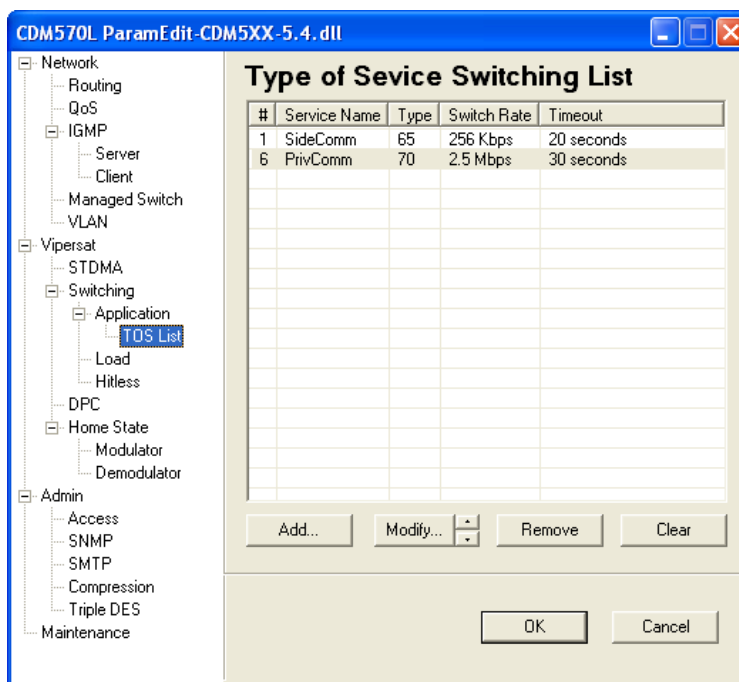 CDM570L ParamEdit-CDM5XX-5.4.dll
Network
Routing
QoS
IGMP
Server
Client
Managed Switch
VLAN
Vipersat
STDMA
Switching
Application
TOS List
Load
Hitless
DPC
Home State
Modulator
Demodulator
Admin
Access
SNMP
SMTP
Compression
Triple DES
Maintenance
Type of Sevice Switching List
# Service Name Type Switch Rate Timeout
1 SideComm 65 256 Kbps 20 seconds
6 PrivComm 70 2.5 Mbps 30 seconds
Add... Modify... Remove Clear
OK Cancel